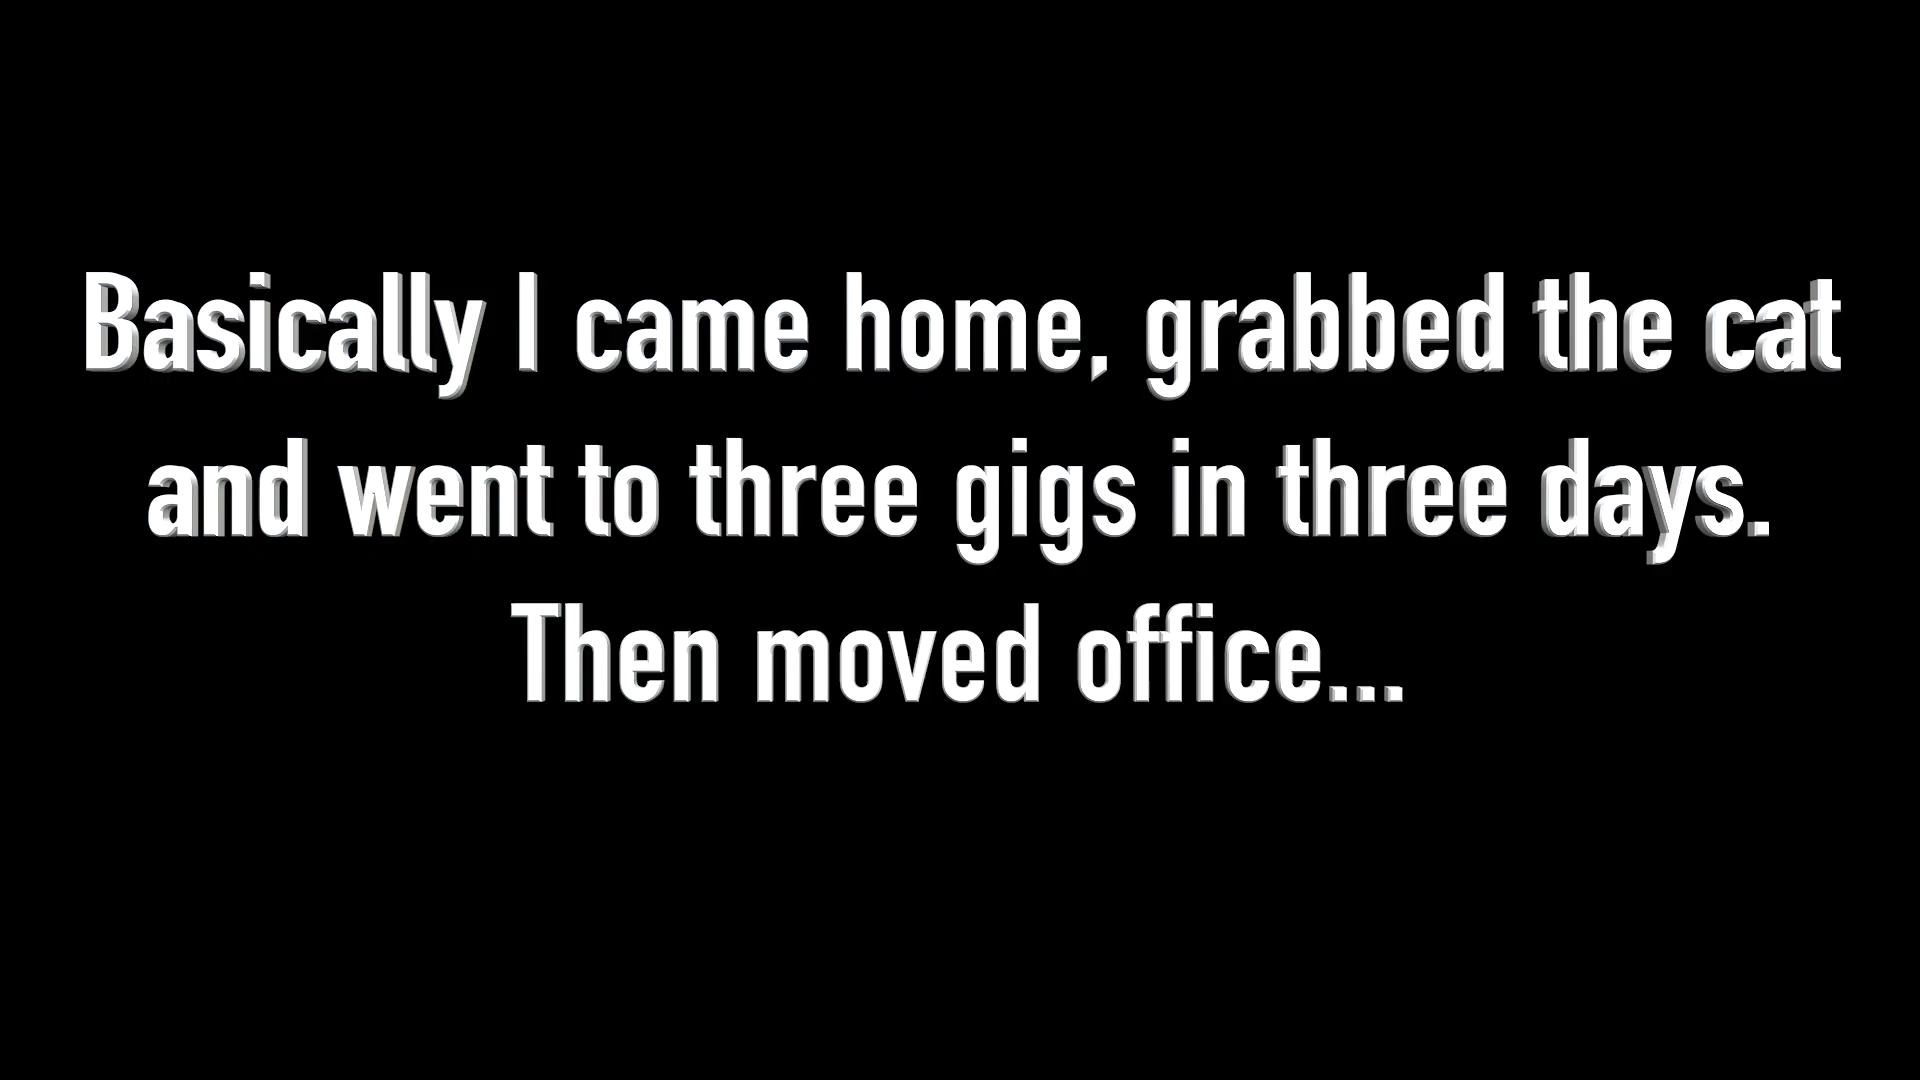 Basically I came home, grabbed the cat
and went to three gigs in three days.
Then moved office...